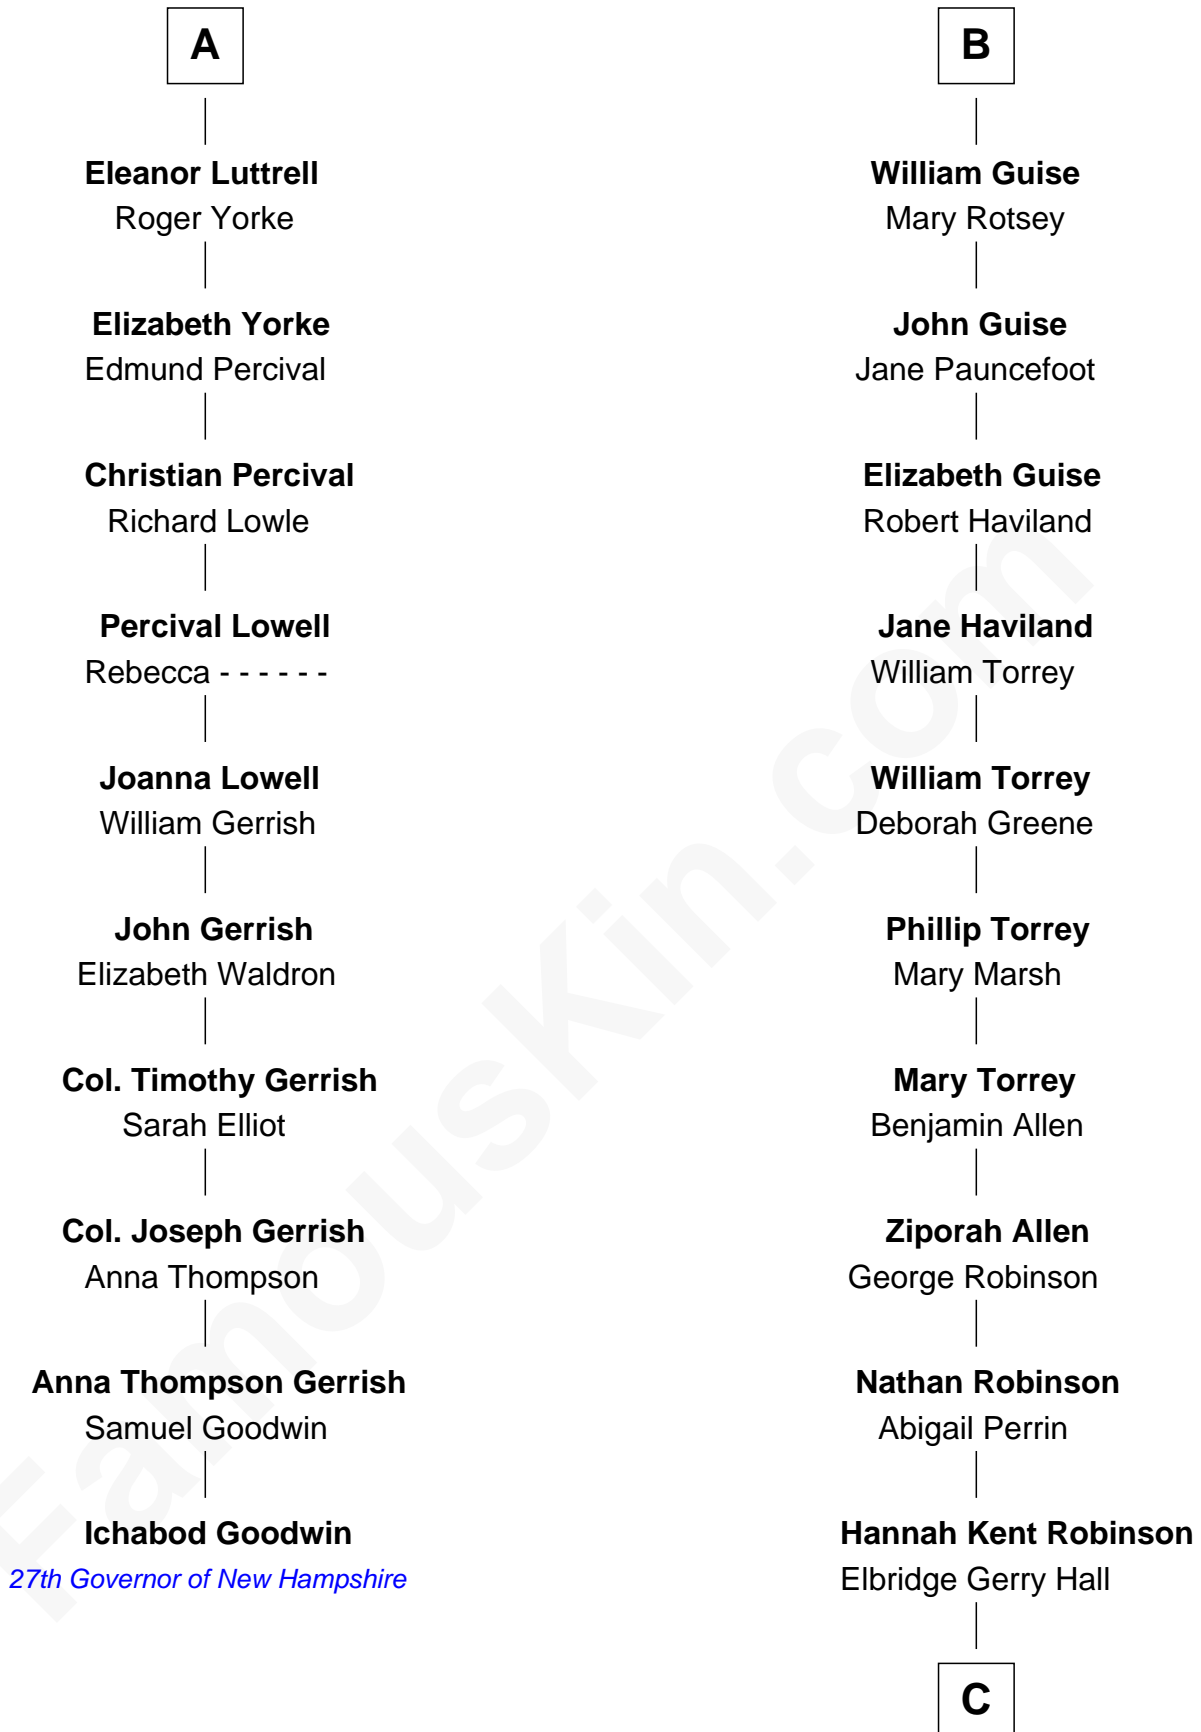 A
Eleanor Luttrell
Roger Yorke
Elizabeth Yorke
Edmund Percival
Christian Percival
Richard Lowle
Percival Lowell
Rebecca - - - - - -
Joanna Lowell
William Gerrish
John Gerrish
Elizabeth Waldron
Col. Timothy Gerrish
Sarah Elliot
Col. Joseph Gerrish
Anna Thompson
Anna Thompson Gerrish
Samuel Goodwin
Ichabod Goodwin
27th Governor of New Hampshire
B
William Guise
Mary Rotsey
John Guise
Jane Pauncefoot
Elizabeth Guise
Robert Haviland
Jane Haviland
William Torrey
William Torrey
Deborah Greene
Phillip Torrey
Mary Marsh
Mary Torrey
Benjamin Allen
Ziporah Allen
George Robinson
Nathan Robinson
Abigail Perrin
Hannah Kent Robinson
Elbridge Gerry Hall
C
FamousKin.com